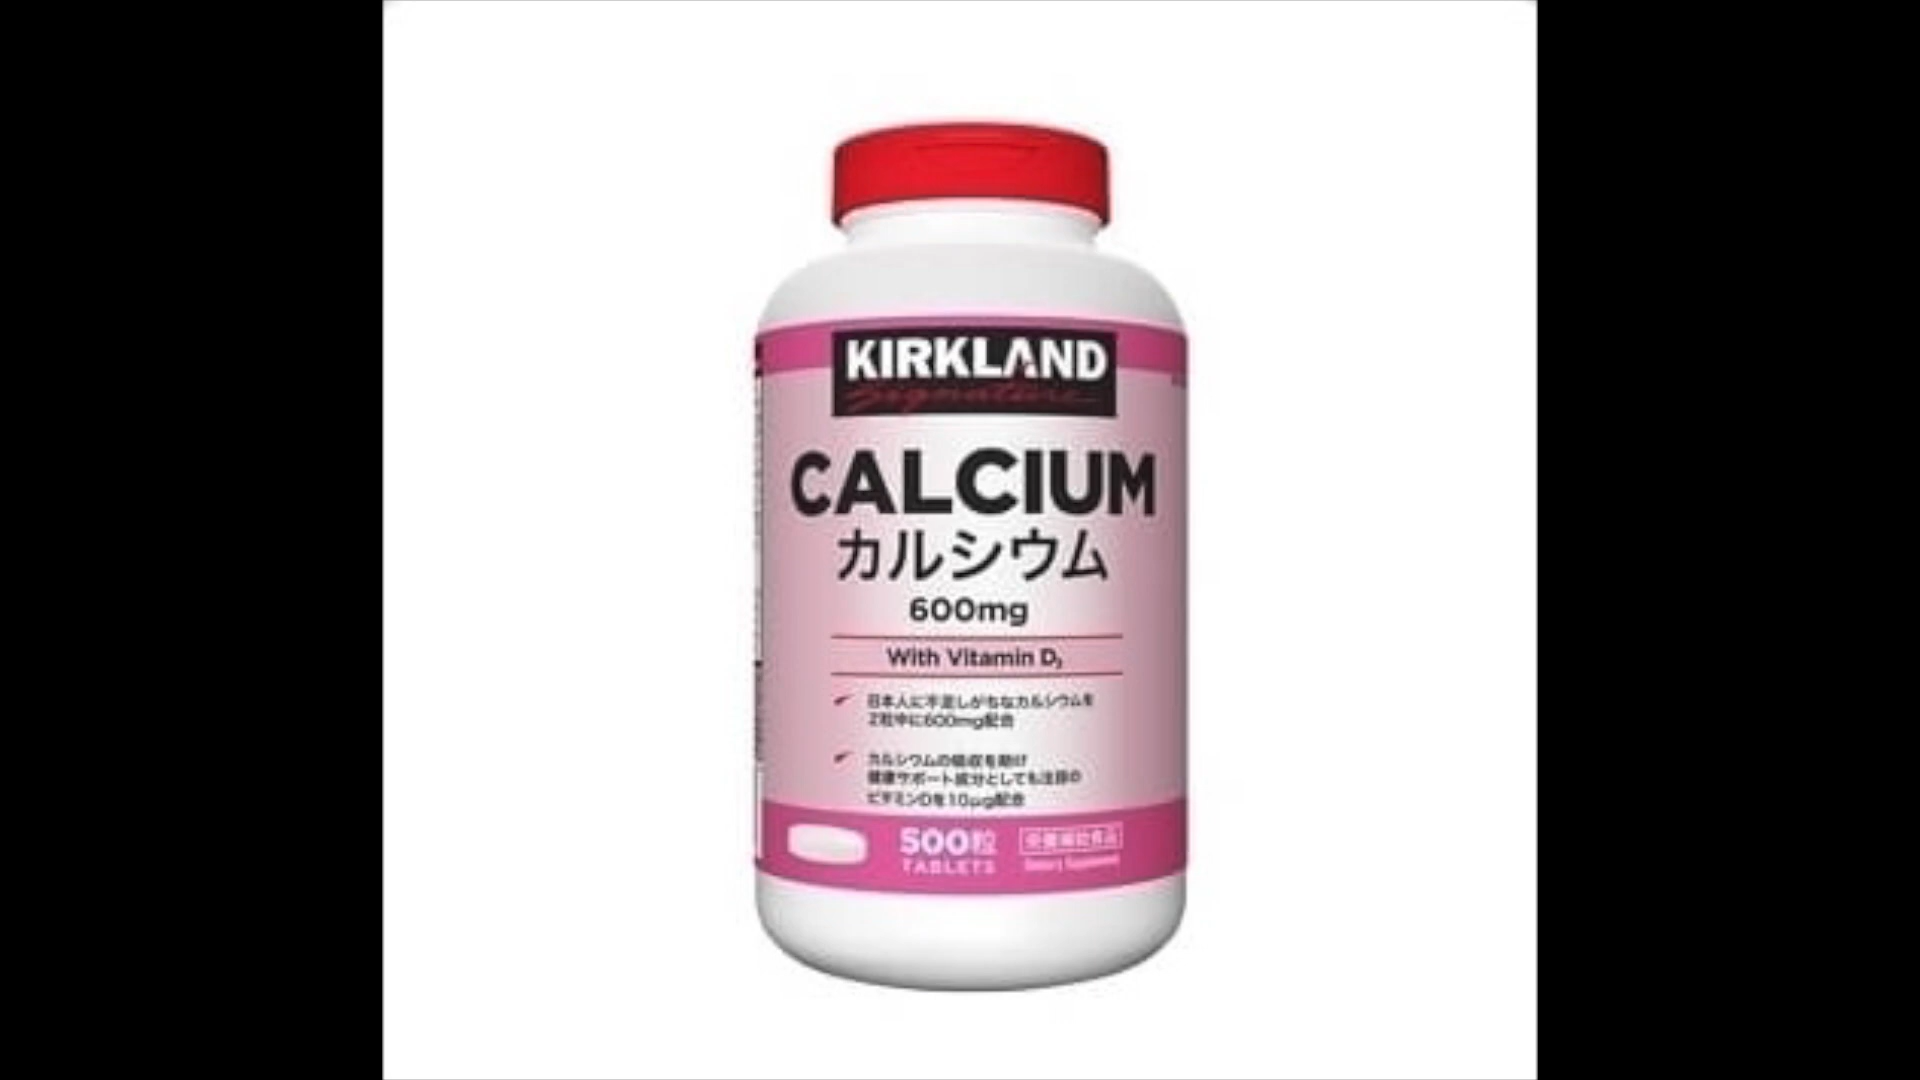 KIRKLAND
Signature
CALCIUM
カルシウム
600mg
With Vitamin D₃
日本人に不足しがちなカルシウムを
2粒中に600mg配合
カルシウムの吸収を助け
健康サポート成分としても注目の
ビタミンDを10μg配合
500粒
TABLETS
栄養補助食品
Dietary Supplement